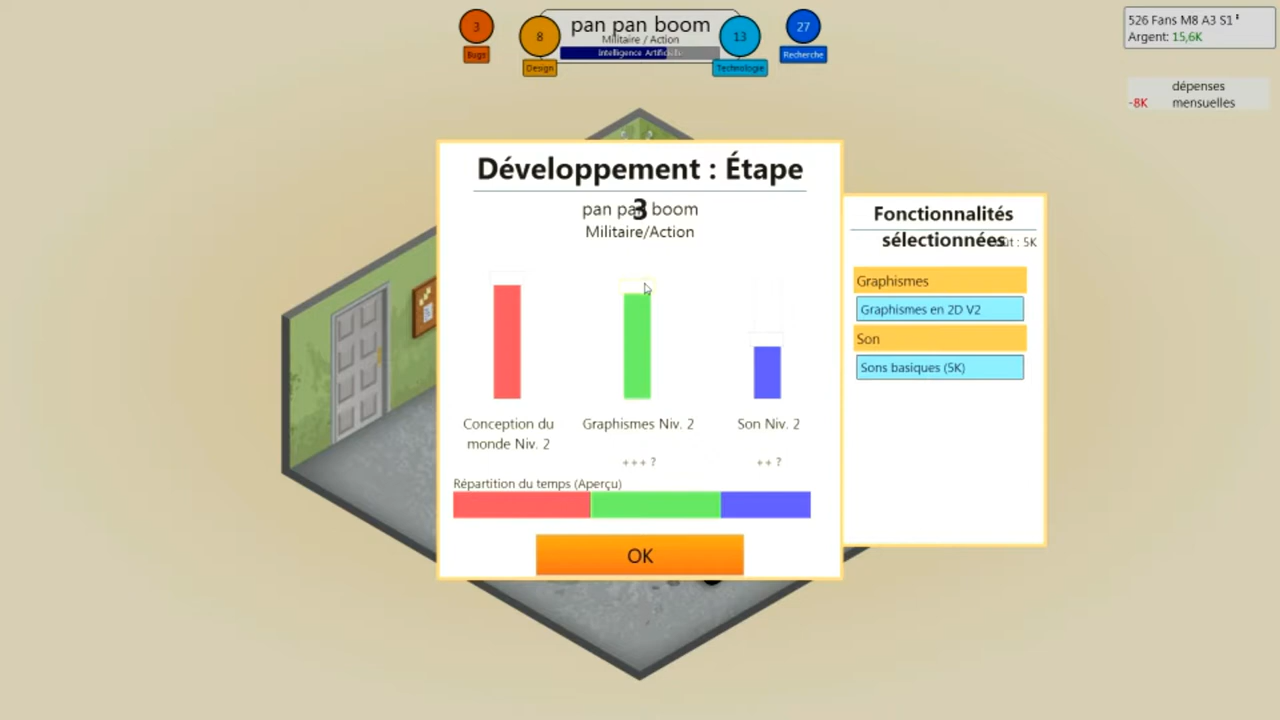 3
Bugs
8
Design
pan pan boom
Militaire / Action
Intelligence Artificielle
13
Technologie
27
Recherche
526 Fans M8 A3 S1
Argent: 15,6K
dépenses
-8K mensuelles
Développement : Étape
3
pan pan boom
Militaire/Action
Conception du
monde Niv. 2
Graphismes Niv. 2
+++ ?
Son Niv. 2
++ ?
Répartition du temps (Aperçu)
OK
Fonctionnalités
sélectionnées
: 5K
Graphismes
Graphismes en 2D V2
Son
Sons basiques (5K)